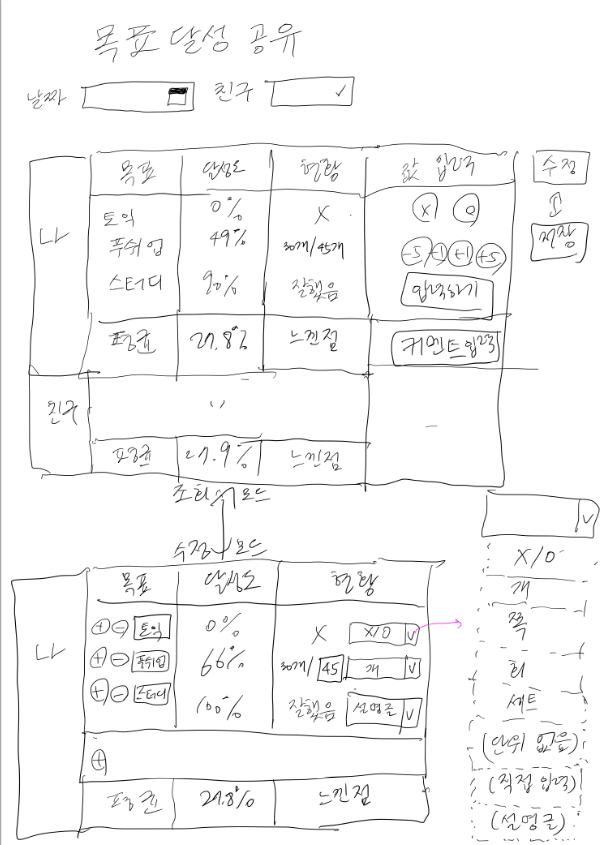 목표 달성 공유
날짜 친구 ✓
목표 달성도 현황 값 입력 수정
나 토익 0% X X O
저장
푸쉬업 49% 30개/45개 -5 -1 +1 +5
스터디 90% 잘했음 입력하기
평균 27.8% 느낀점 커멘트입력
친구 " -
평균 27.9% 느낀점
조회 모드
수정 모드
목표 달성도 현황
나 + - 토익 0% X X/O V
+ - 푸쉬업 66% 30개/45 개 V
+ - 스터디 100% 잘했음 설명글 V
+
평균 27.8% 느낀점
V
X/O
개
쪽
회
세트
(단위 없음)
(직접 입력)
(설명글)